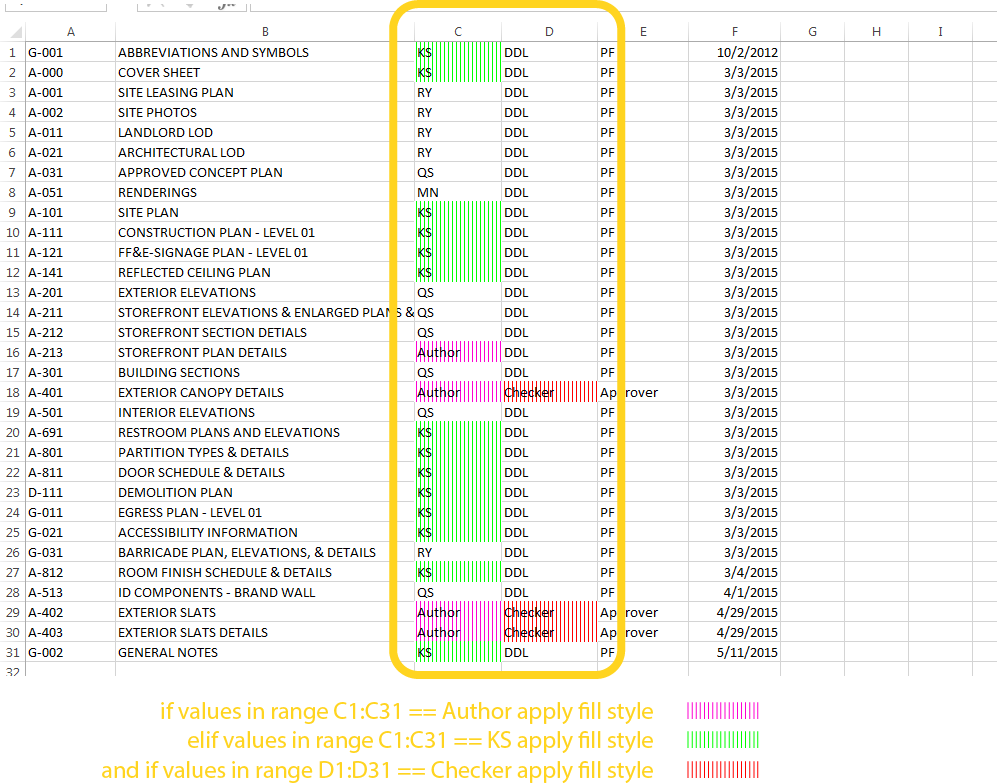 A B C D E F G H I
1 G-001 ABBREVIATIONS AND SYMBOLS KS DDL PF 10/2/2012
2 A-000 COVER SHEET KS DDL PF 3/3/2015
3 A-001 SITE LEASING PLAN RY DDL PF 3/3/2015
4 A-002 SITE PHOTOS RY DDL PF 3/3/2015
5 A-011 LANDLORD LOD RY DDL PF 3/3/2015
6 A-021 ARCHITECTURAL LOD RY DDL PF 3/3/2015
7 A-031 APPROVED CONCEPT PLAN QS DDL PF 3/3/2015
8 A-051 RENDERINGS MN DDL PF 3/3/2015
9 A-101 SITE PLAN KS DDL PF 3/3/2015
10 A-111 CONSTRUCTION PLAN - LEVEL 01 KS DDL PF 3/3/2015
11 A-121 FF&E-SIGNAGE PLAN - LEVEL 01 KS DDL PF 3/3/2015
12 A-141 REFLECTED CEILING PLAN KS DDL PF 3/3/2015
13 A-201 EXTERIOR ELEVATIONS QS DDL PF 3/3/2015
14 A-211 STOREFRONT ELEVATIONS & ENLARGED PLANS & QS DDL PF 3/3/2015
15 A-212 STOREFRONT SECTION DETIALS QS DDL PF 3/3/2015
16 A-213 STOREFRONT PLAN DETAILS Author DDL PF 3/3/2015
17 A-301 BUILDING SECTIONS QS DDL PF 3/3/2015
18 A-401 EXTERIOR CANOPY DETAILS Author Checker Approver 3/3/2015
19 A-501 INTERIOR ELEVATIONS QS DDL PF 3/3/2015
20 A-691 RESTROOM PLANS AND ELEVATIONS KS DDL PF 3/3/2015
21 A-801 PARTITION TYPES & DETAILS KS DDL PF 3/3/2015
22 A-811 DOOR SCHEDULE & DETAILS KS DDL PF 3/3/2015
23 D-111 DEMOLITION PLAN KS DDL PF 3/3/2015
24 G-011 EGRESS PLAN - LEVEL 01 KS DDL PF 3/3/2015
25 G-021 ACCESSIBILITY INFORMATION KS DDL PF 3/3/2015
26 G-031 BARRICADE PLAN, ELEVATIONS, & DETAILS RY DDL PF 3/3/2015
27 A-812 ROOM FINISH SCHEDULE & DETAILS KS DDL PF 3/4/2015
28 A-513 ID COMPONENTS - BRAND WALL QS DDL PF 4/1/2015
29 A-402 EXTERIOR SLATS Author Checker Approver 4/29/2015
30 A-403 EXTERIOR SLATS DETAILS Author Checker Approver 4/29/2015
31 G-002 GENERAL NOTES KS DDL PF 5/11/2015
32
if values in range C1:C31 == Author apply fill style
elif values in range C1:C31 == KS apply fill style
and if values in range D1:D31 == Checker apply fill style